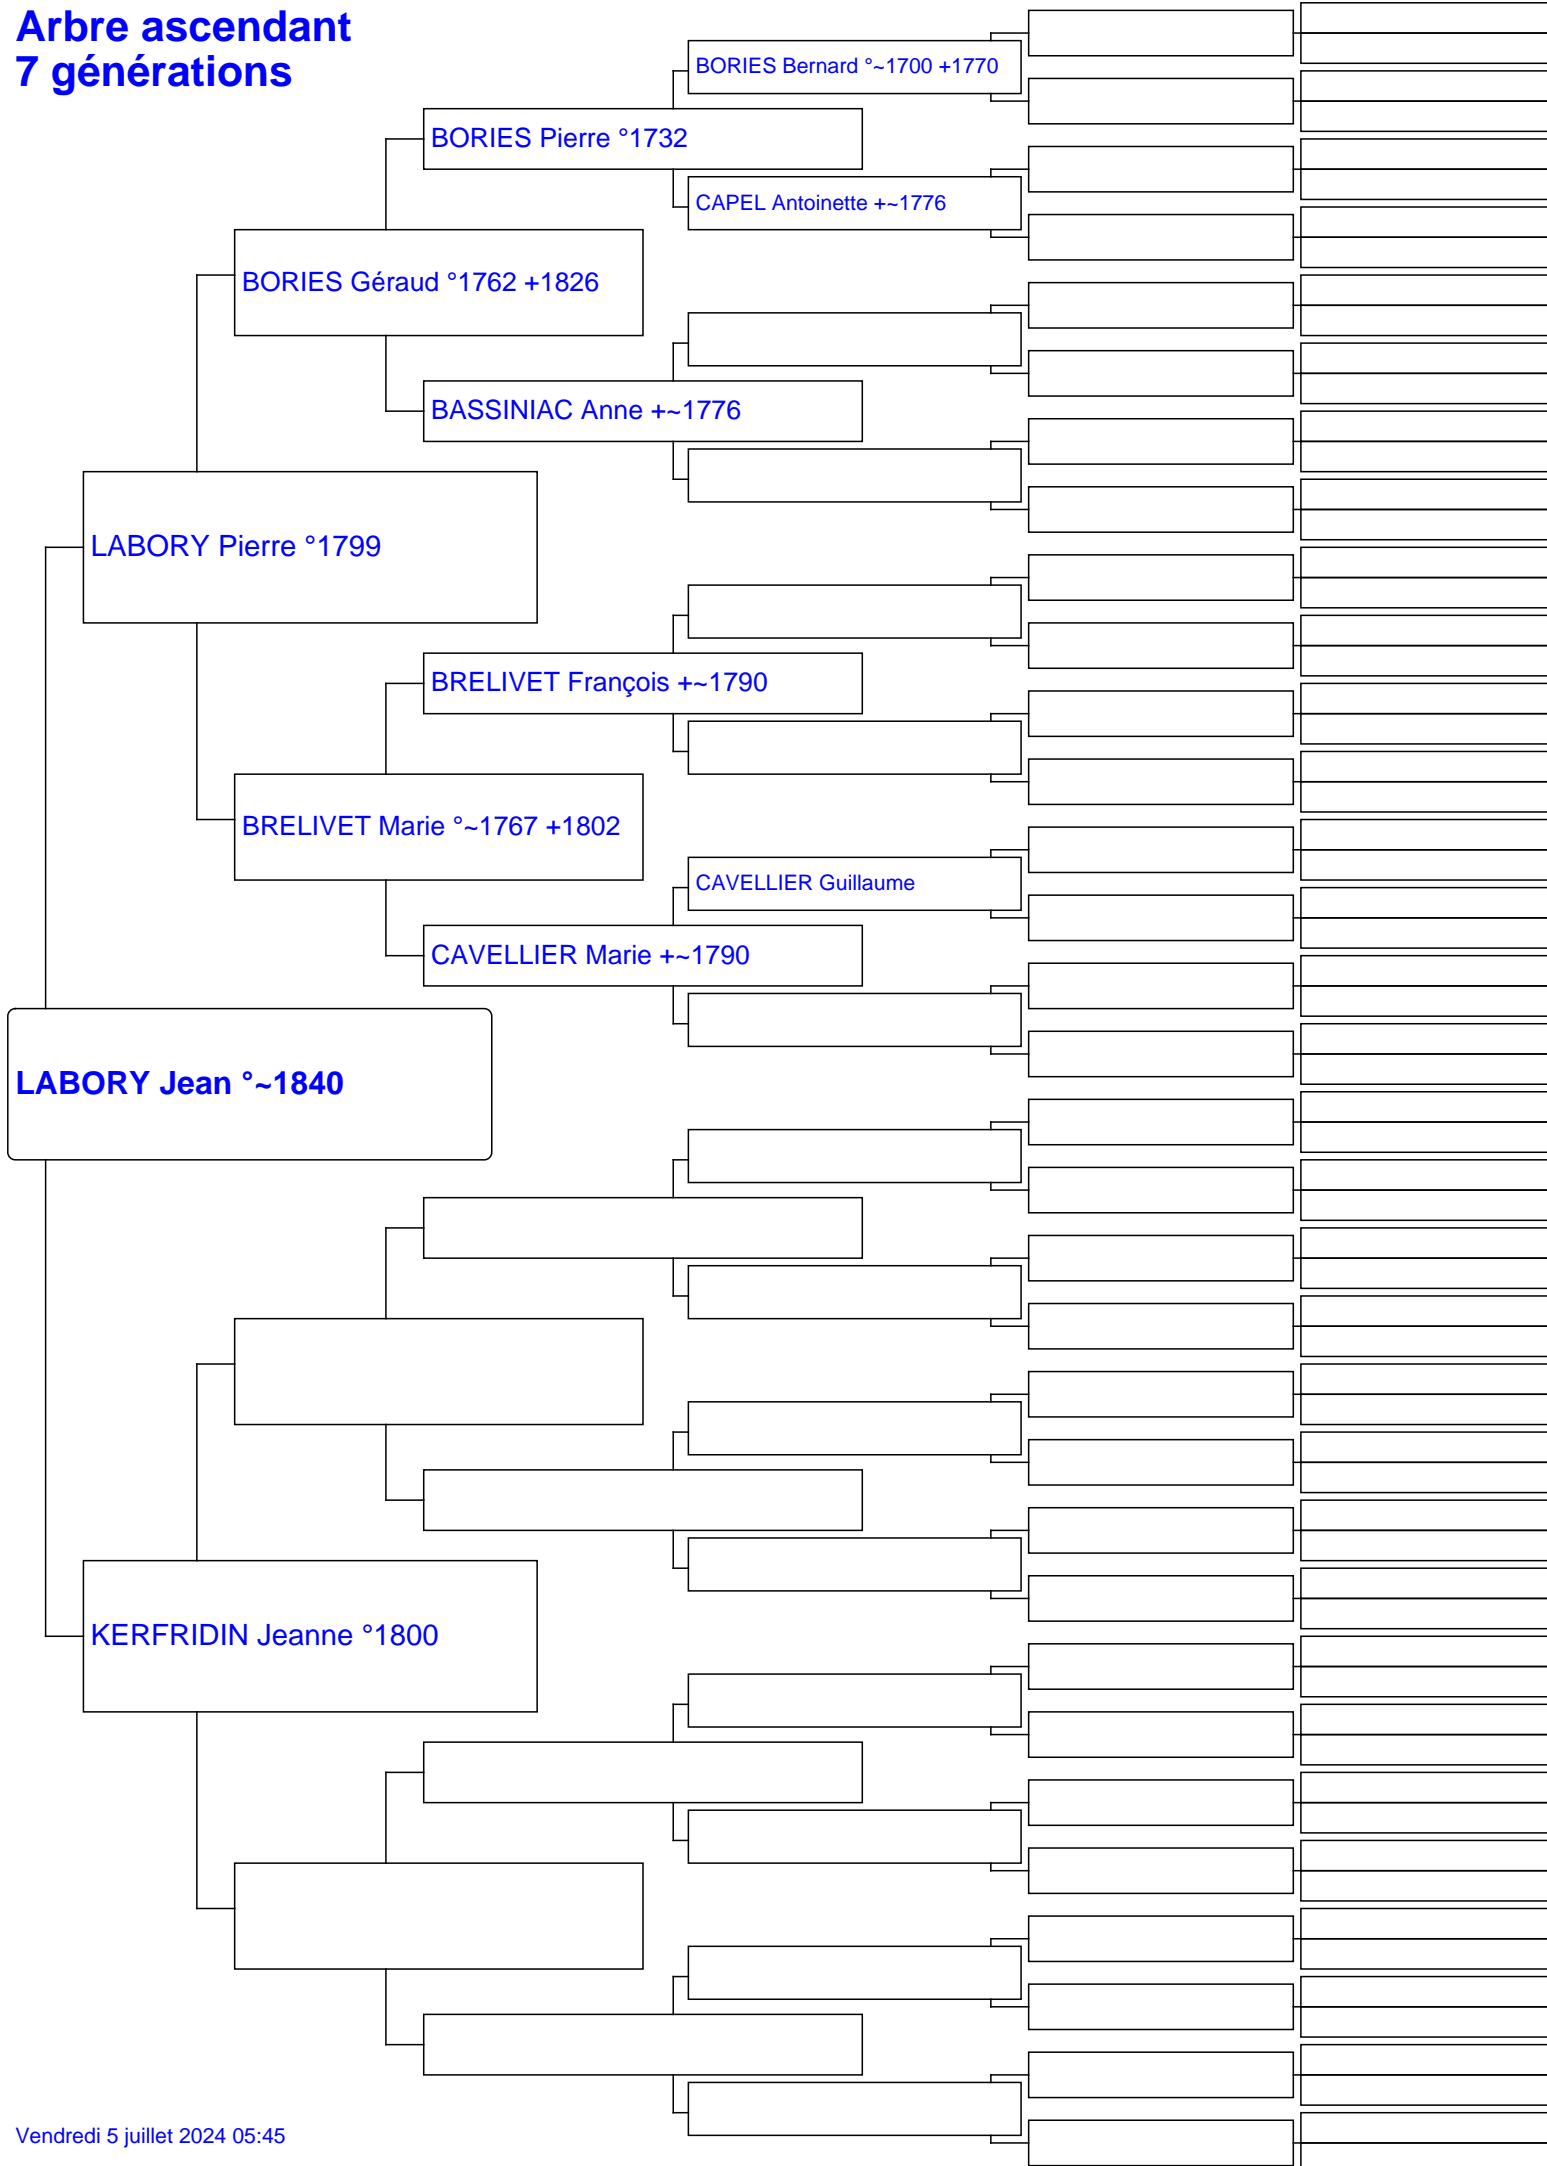 Arbre ascendant
7 générations
BORIES Bernard °~1700 +1770
BORIES Pierre °1732
CAPEL Antoinette +~1776
BORIES Géraud °1762 +1826
BASSINIAC Anne +~1776
LABORY Pierre °1799
BRELIVET François +~1790
BRELIVET Marie °~1767 +1802
CAVELLIER Guillaume
CAVELLIER Marie +~1790
LABORY Jean °~1840
KERFRIDIN Jeanne °1800
Vendredi 5 juillet 2024 05:45